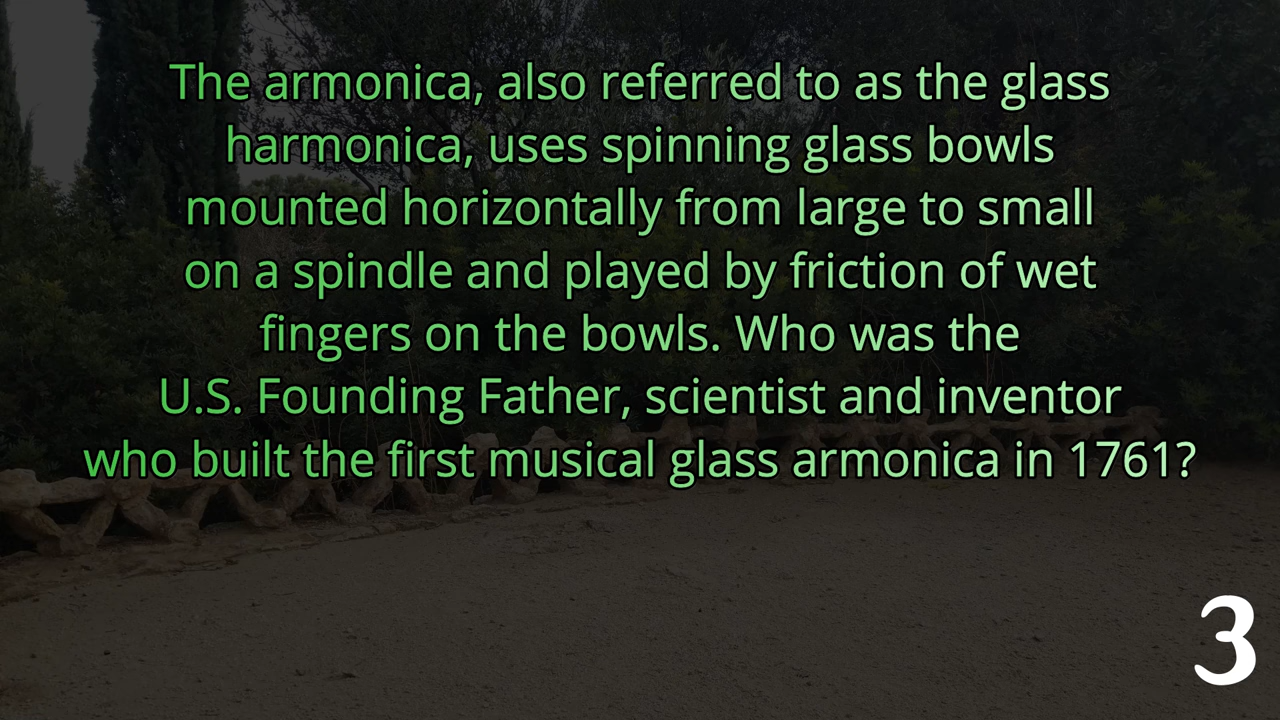 The armonica, also referred to as the glass
harmonica, uses spinning glass bowls
mounted horizontally from large to small
on a spindle and played by friction of wet
fingers on the bowls. Who was the
U.S. Founding Father, scientist and inventor
who built the first musical glass armonica in 1761?
3